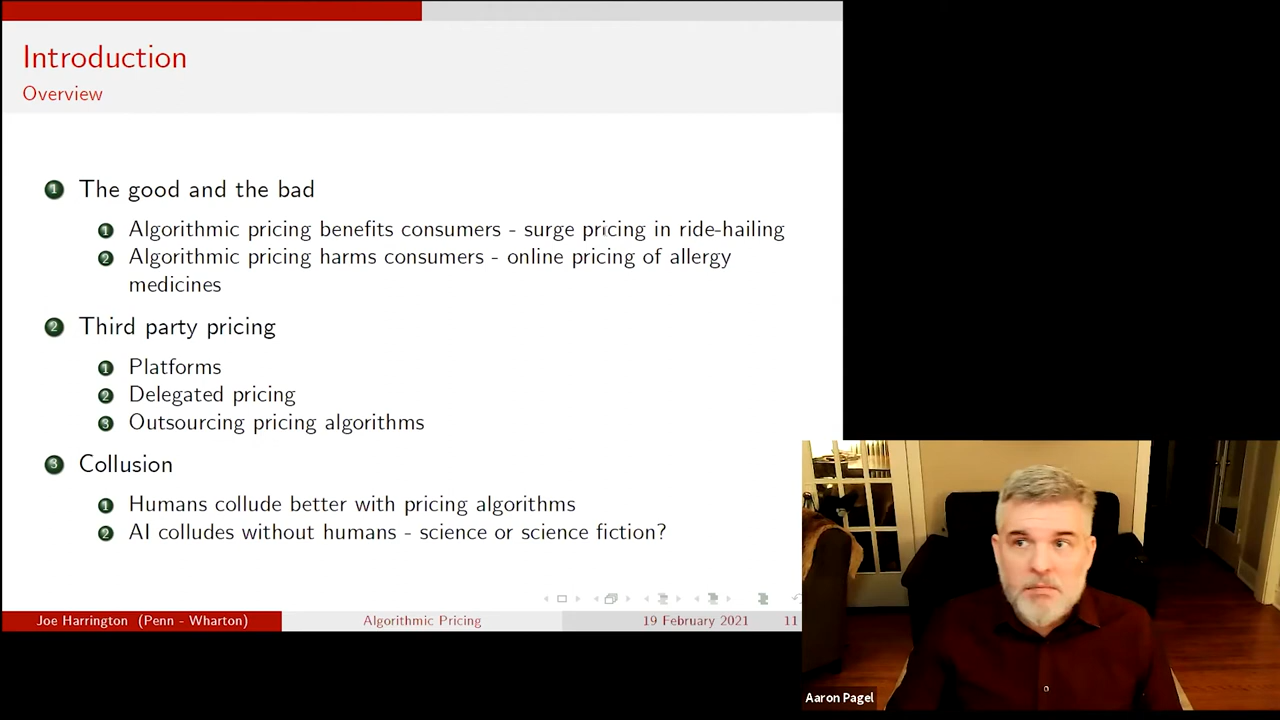 Introduction
Overview
1 The good and the bad
1 Algorithmic pricing benefits consumers - surge pricing in ride-hailing
2 Algorithmic pricing harms consumers - online pricing of allergy
medicines
2 Third party pricing
1 Platforms
2 Delegated pricing
3 Outsourcing pricing algorithms
3 Collusion
1 Humans collude better with pricing algorithms
2 AI colludes without humans - science or science fiction?
Joe Harrington (Penn - Wharton) Algorithmic Pricing 19 February 2021 11
Aaron Pagel